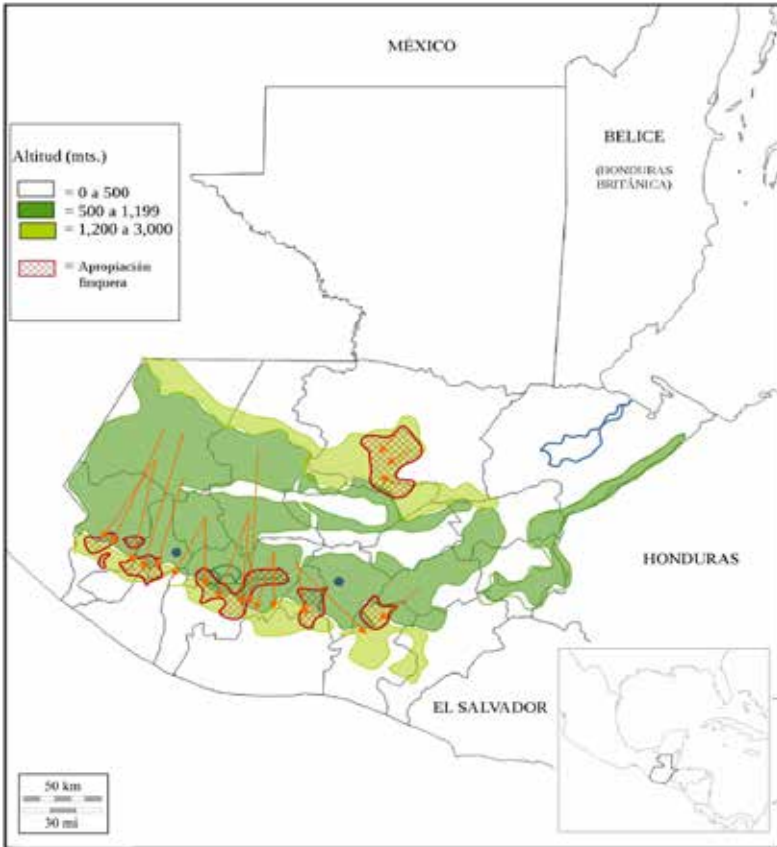 MÉXICO
BELICE
(HONDURAS
BRITÁNICA)
Altitud (mts.)
= 0 a 500
= 500 a 1,199
= 1,200 a 3,000
= Apropiación
finquera
HONDURAS
EL SALVADOR
50 km
30 mi